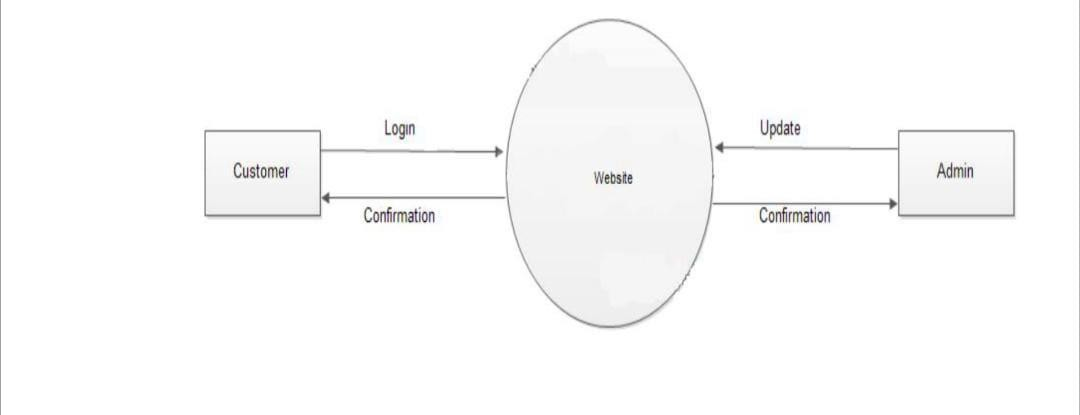 Login
Update
Customer
Website
Admin
Confirmation
Confirmation